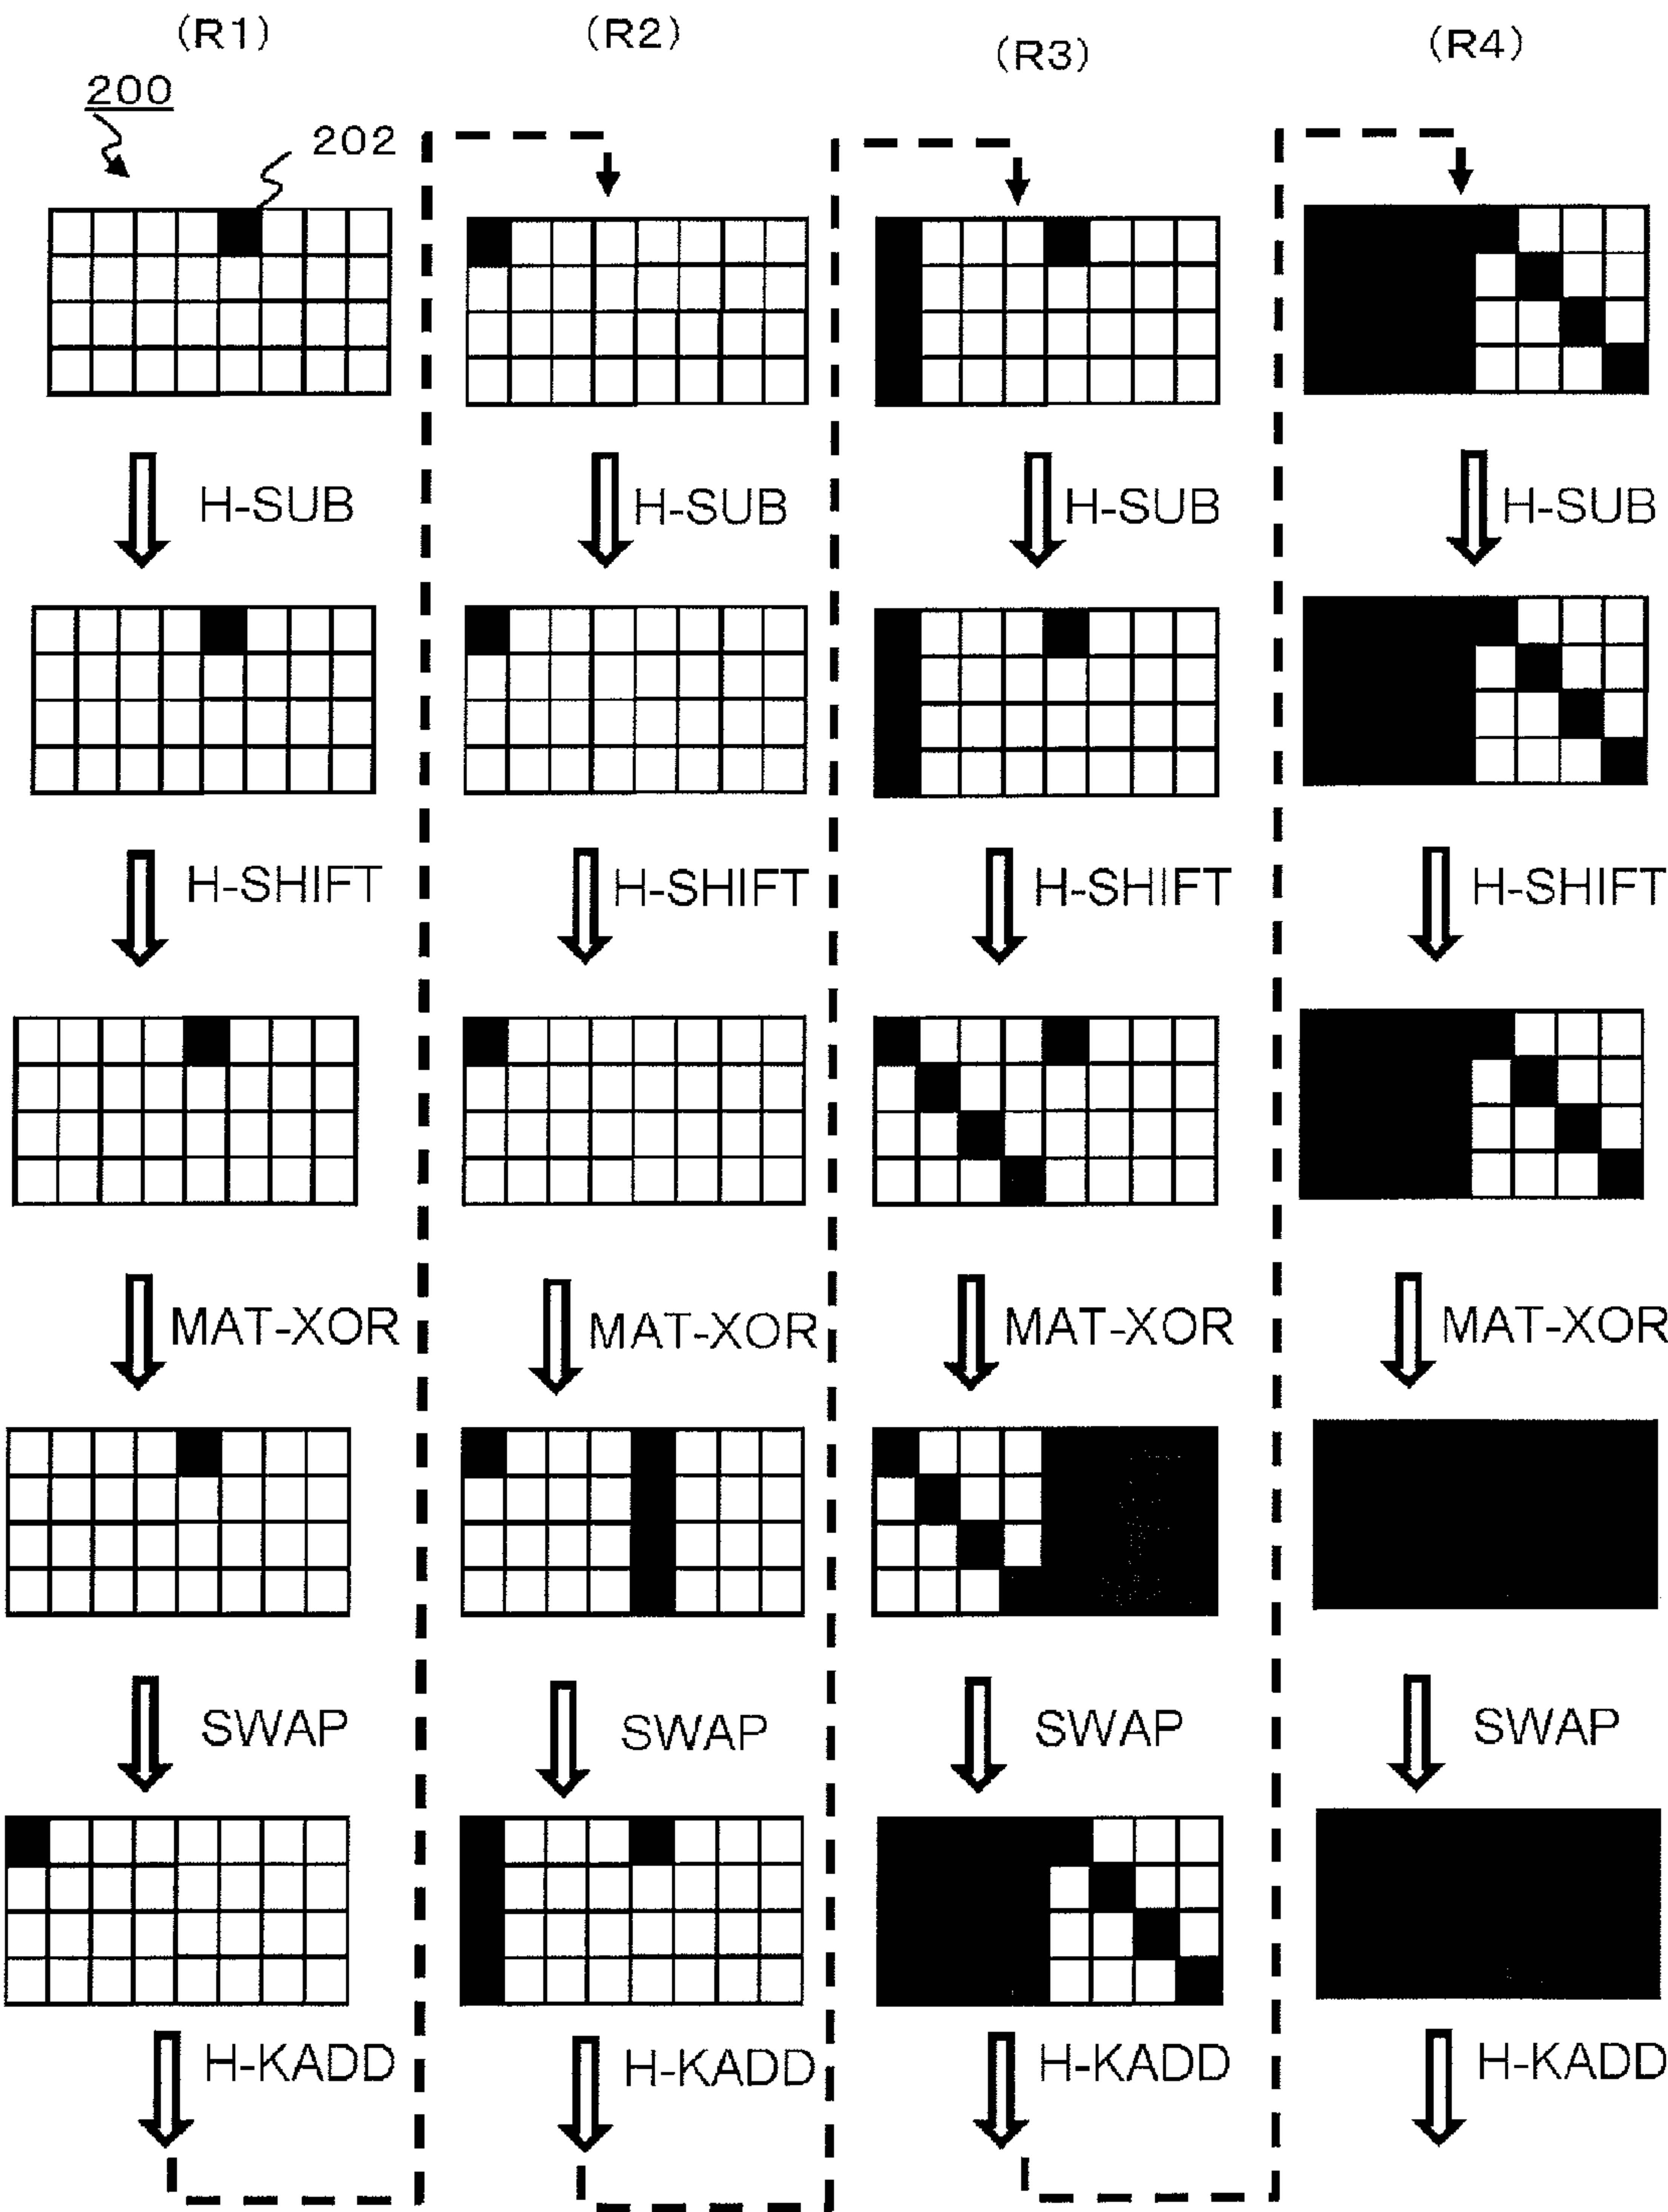 (R1)
(R2)
(R3)
(R4)
200
202
H-SUB
H-SUB
H-SUB
H-SUB
H-SHIFT
H-SHIFT
H-SHIFT
H-SHIFT
MAT-XOR
MAT-XOR
MAT-XOR
MAT-XOR
SWAP
SWAP
SWAP
SWAP
H-KADD
H-KADD
H-KADD
H-KADD